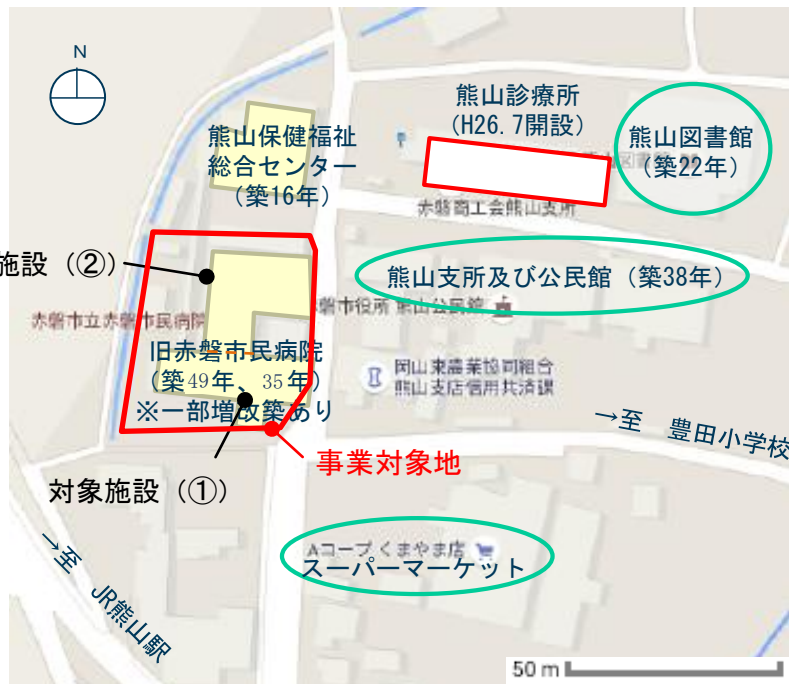 N
熊山診療所
(H26.7開設)
熊山図書館
(築22年)
熊山保健福祉
総合センター
(築16年)
赤磐商工会熊山支所
施設（②）
熊山支所及び公民館（築38年）
赤磐市立赤磐市民病院
磐市役所 熊山公民館
旧赤磐市民病院
(築49年、35年)
※一部増改築あり
岡山東農業協同組合
熊山支店信用共済課
→至　豊田小学校
事業対象地
対象施設（①）
Aコープ くまやま店
スーパーマーケット
→至　JR熊山駅
50 m